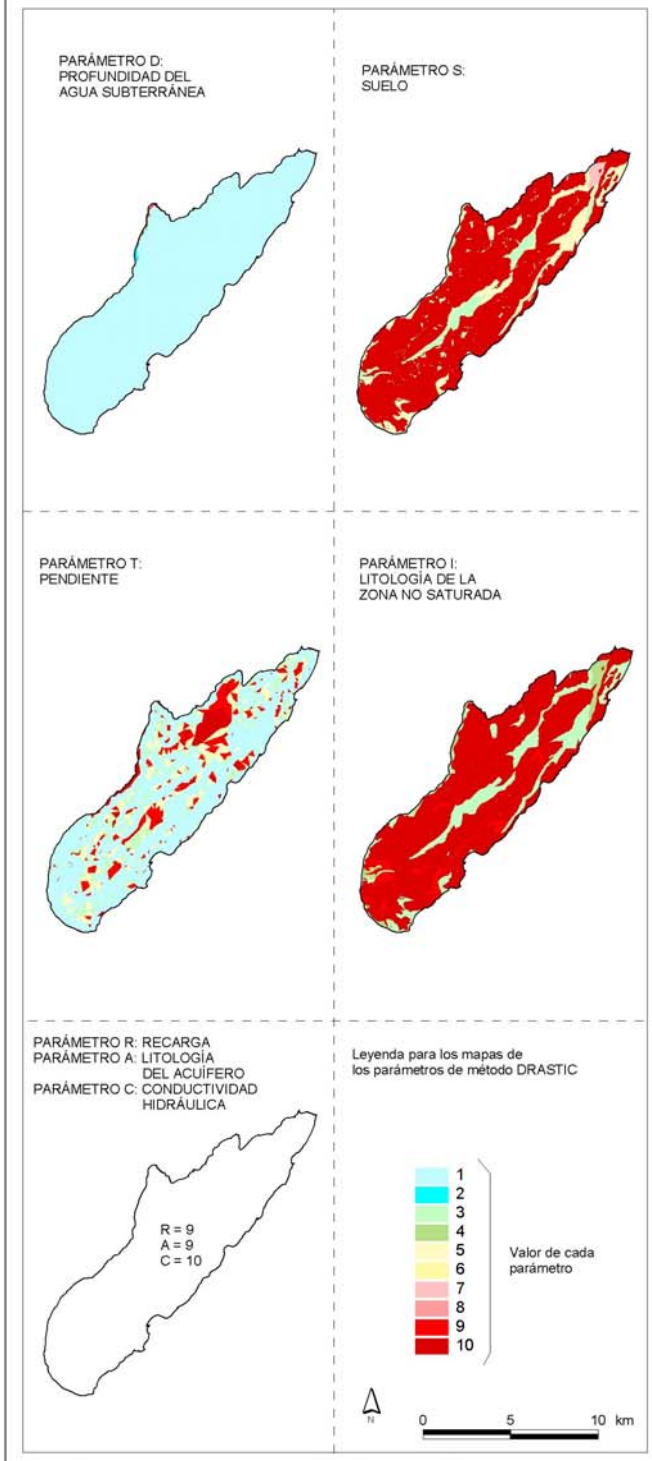 PARÁMETRO D:
PROFUNDIDAD DEL
AGUA SUBTERRÁNEA
PARÁMETRO S:
SUELO
PARÁMETRO T:
PENDIENTE
PARÁMETRO I:
LITOLOGÍA DE LA
ZONA NO SATURADA
PARÁMETRO R: RECARGA
PARÁMETRO A: LITOLOGÍA
DEL ACUÍFERO
PARÁMETRO C: CONDUCTIVIDAD
HIDRÁULICA
R = 9
A = 9
C = 10
Leyenda para los mapas de
los parámetros de método DRASTIC
1
2
3
4
5
6
7
8
9
10
Valor de cada
parámetro
N
0 5 10 km